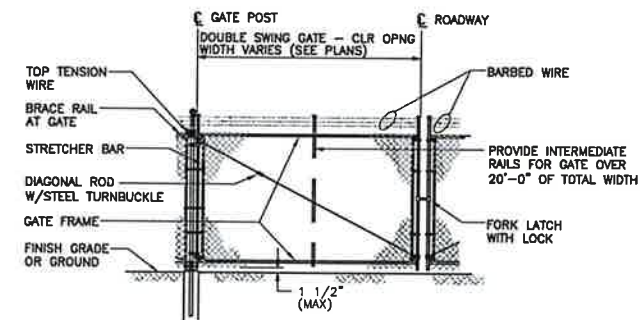 ℄ GATE POST
℄ ROADWAY
DOUBLE SWING GATE - CLR OPNG
WIDTH VARIES (SEE PLANS)
TOP TENSION
WIRE
BRACE RAIL
AT GATE
STRETCHER BAR
DIAGONAL ROD
W/STEEL TURNBUCKLE
GATE FRAME
FINISH GRADE
OR GROUND
BARBED WIRE
PROVIDE INTERMEDIATE
RAILS FOR GATE OVER
20'-0" OF TOTAL WIDTH
FORK LATCH
WITH LOCK
1 1/2"
(MAX)